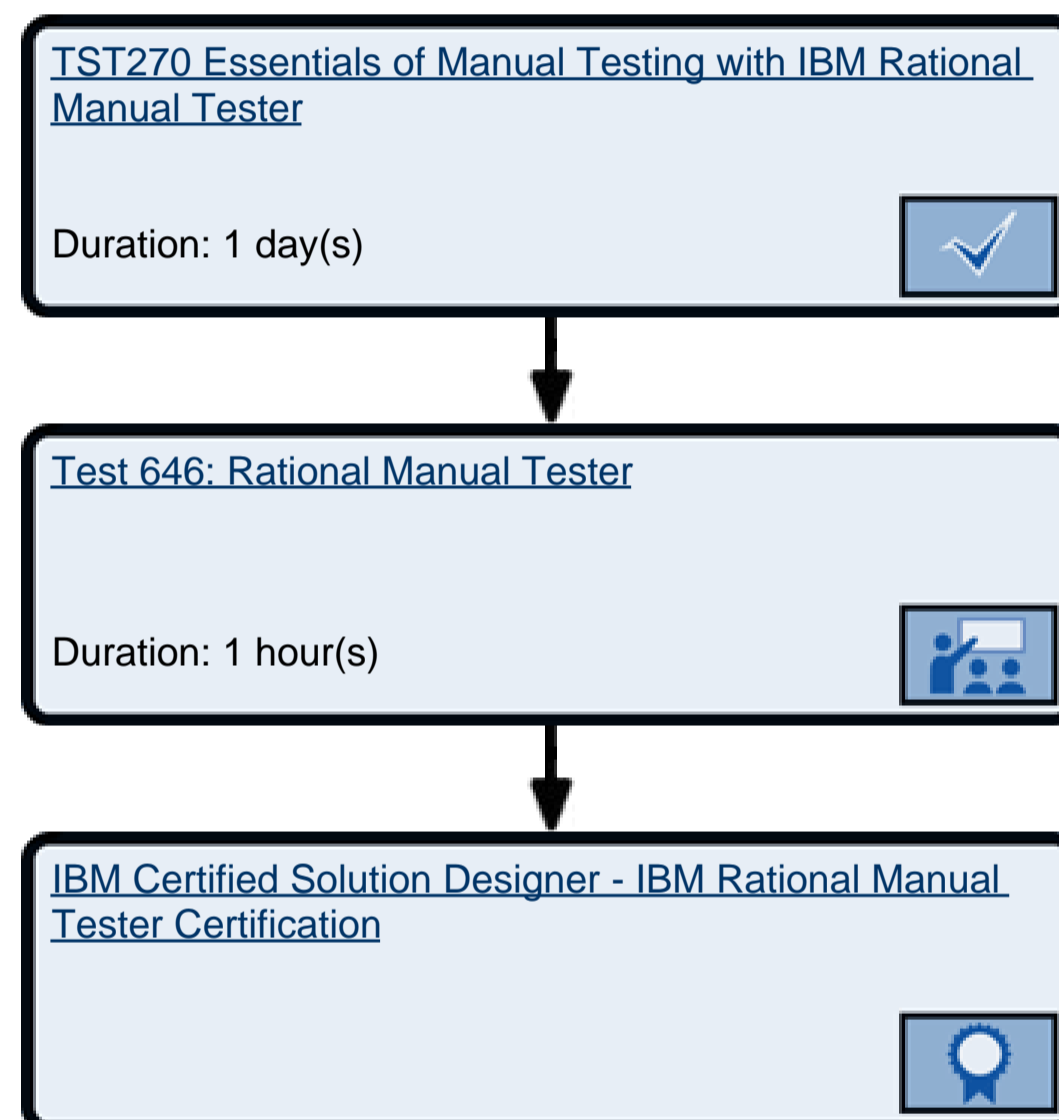 TST270 Essentials of Manual Testing with IBM Rational
Manual Tester
Duration: 1 day(s)
Test 646: Rational Manual Tester
Duration: 1 hour(s)
IBM Certified Solution Designer - IBM Rational Manual
Tester Certification